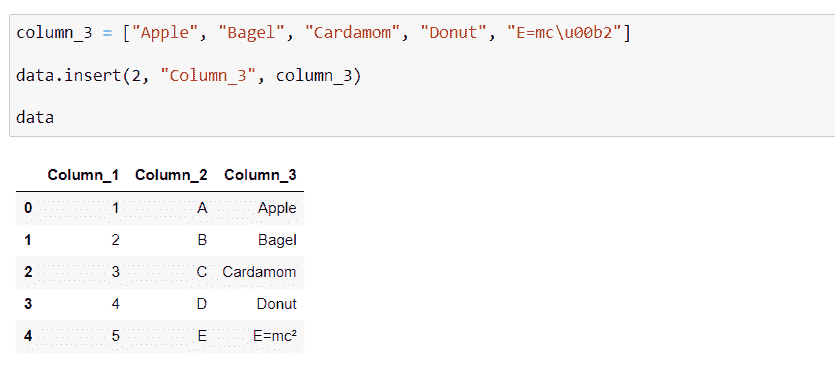 column_3 = ["Apple", "Bagel", "Cardamom", "Donut", "E=mc\u00b2"]
data.insert(2, "Column_3", column_3)
data
Column_1 Column_2 Column_3
0 1 A Apple
1 2 B Bagel
2 3 C Cardamom
3 4 D Donut
4 5 E E=mc²